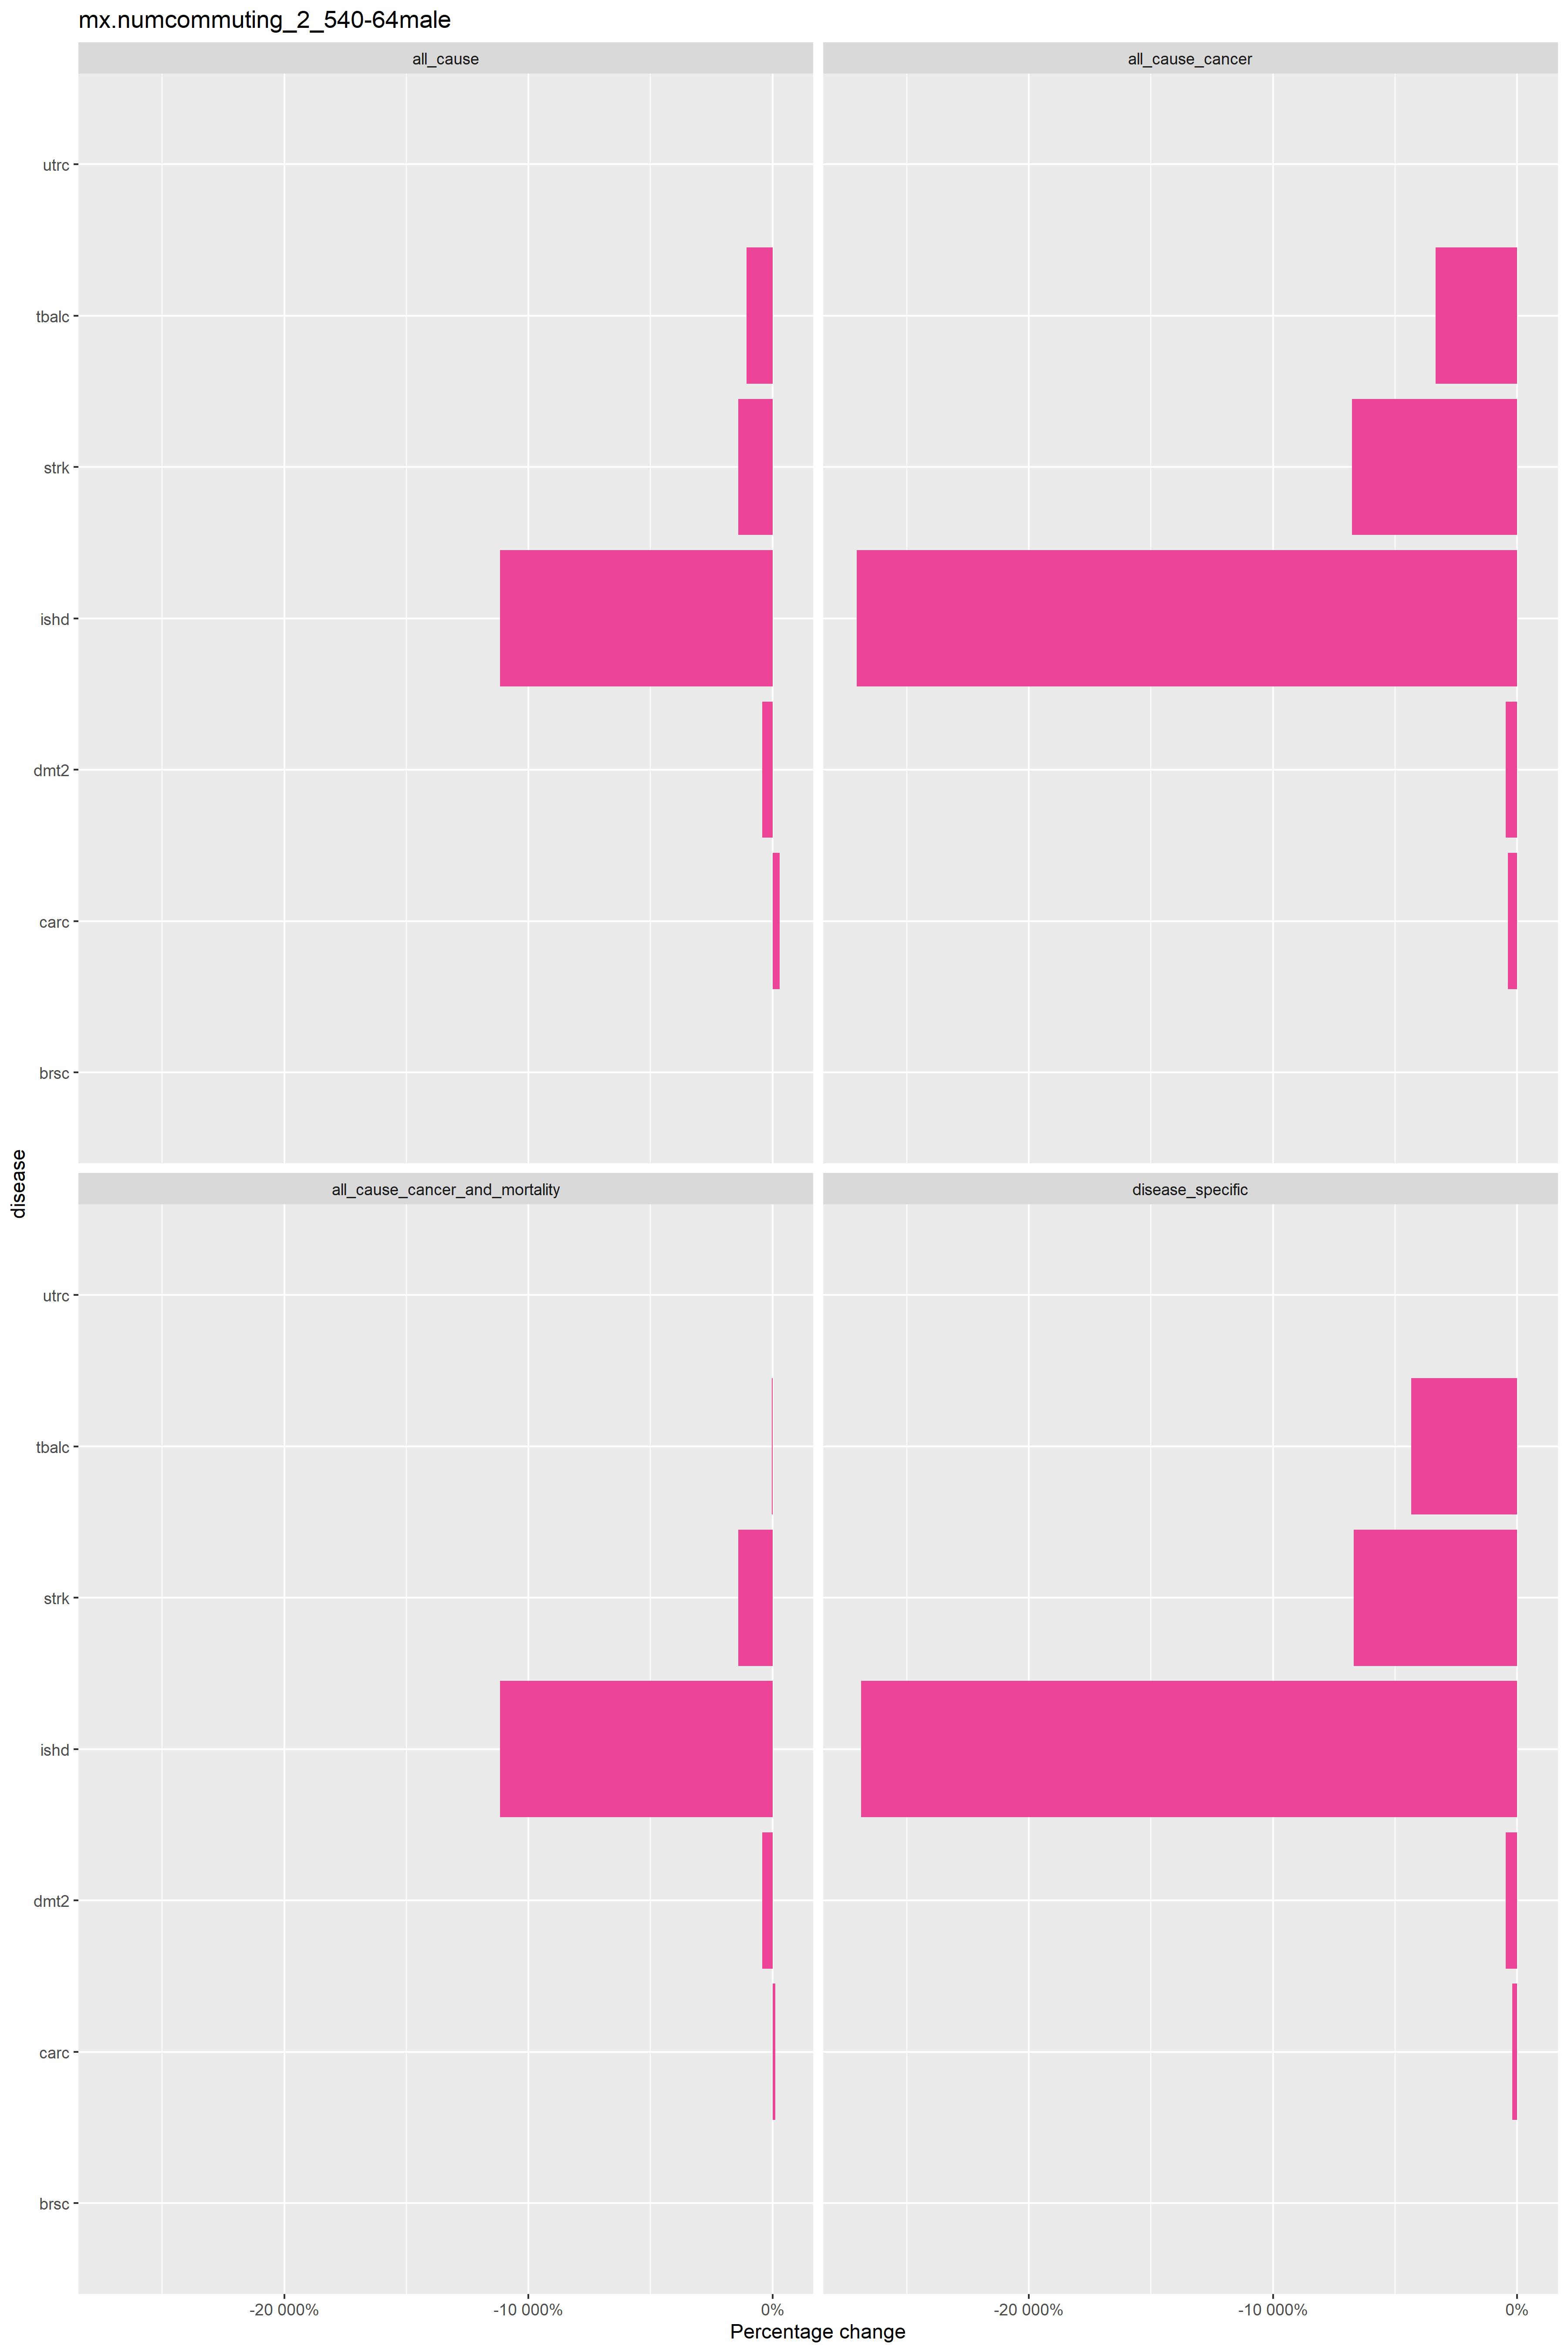 mx.numcommuting_2_540-64male
all_cause
all_cause_cancer
utrc
tbalc
strk
ishd
dmt2
carc
brsc
disease
all_cause_cancer_and_mortality
disease_specific
utrc
tbalc
strk
ishd
dmt2
carc
brsc
-20 000%
-10 000%
0%
-20 000%
-10 000%
0%
Percentage change